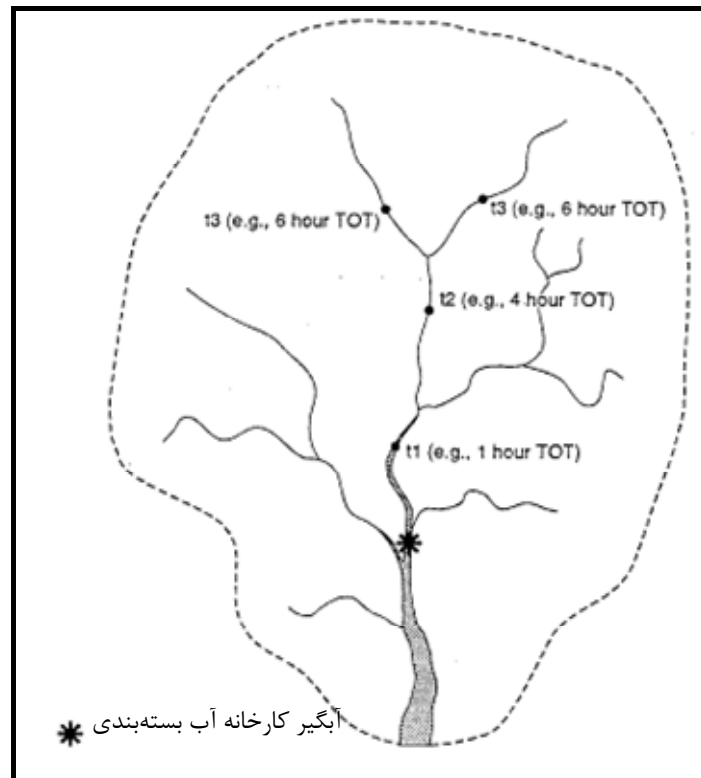 t3 (e.g., 6 hour TOT)
t3 (e.g., 6 hour TOT)
t2 (e.g., 4 hour TOT)
t1 (e.g., 1 hour TOT)
آبگیر کارخانه آب بسته‌بندی